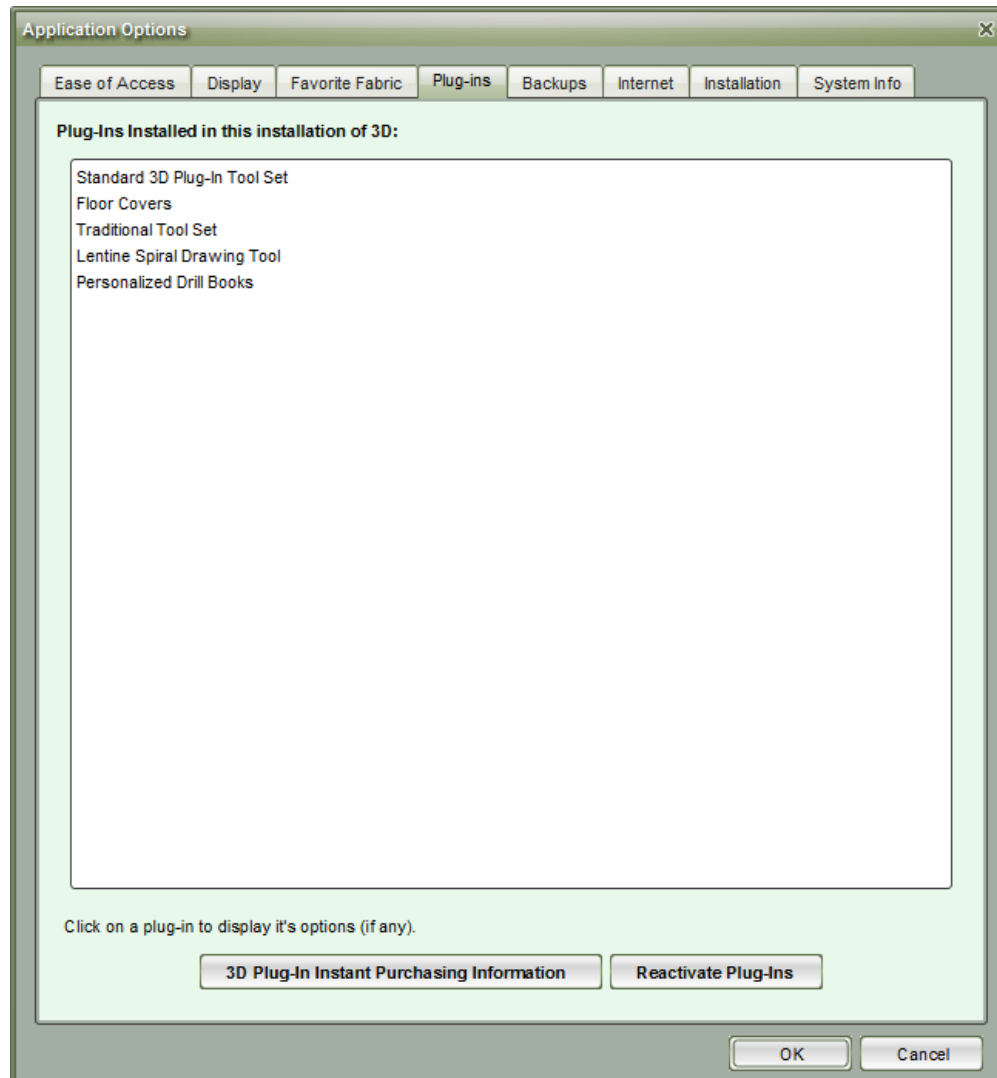 Application Options
Ease of Access Display Favorite Fabric Plug-ins Backups Internet Installation System Info
Plug-Ins Installed in this installation of 3D:
Standard 3D Plug-In Tool Set
Floor Covers
Traditional Tool Set
Lentine Spiral Drawing Tool
Personalized Drill Books
Click on a plug-in to display it's options (if any).
3D Plug-In Instant Purchasing Information Reactivate Plug-Ins
OK Cancel